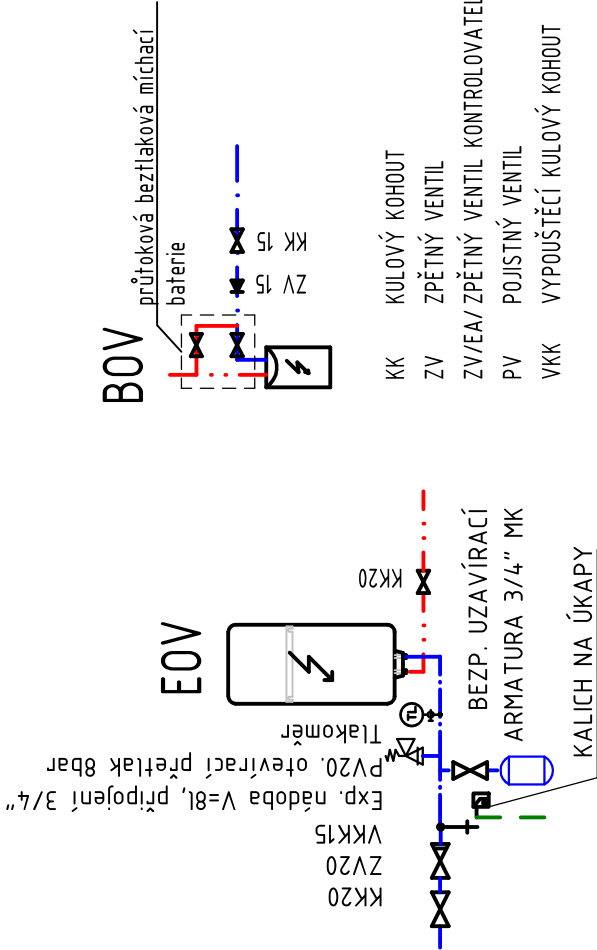 BOV
průtoková beztlaková míchací
baterie
KK 15
ZV 15
KK KULOVÝ KOHOUT
ZV ZPĚTNÝ VENTIL
ZV/EA/ ZPĚTNÝ VENTIL KONTROLOVATEL
PV POJISTNÝ VENTIL
VKK VYPOUŠTĚCÍ KULOVÝ KOHOUT
EOV
KK20
TL
Tlakoměr
PV20. otevírací přetlak 8bar
Exp. nádoba V=8l, připojení 3/4"
VKK15
ZV20
KK20
BEZP. UZAVÍRACÍ
ARMATURA 3/4" MK
KALICH NA ÚKAPY